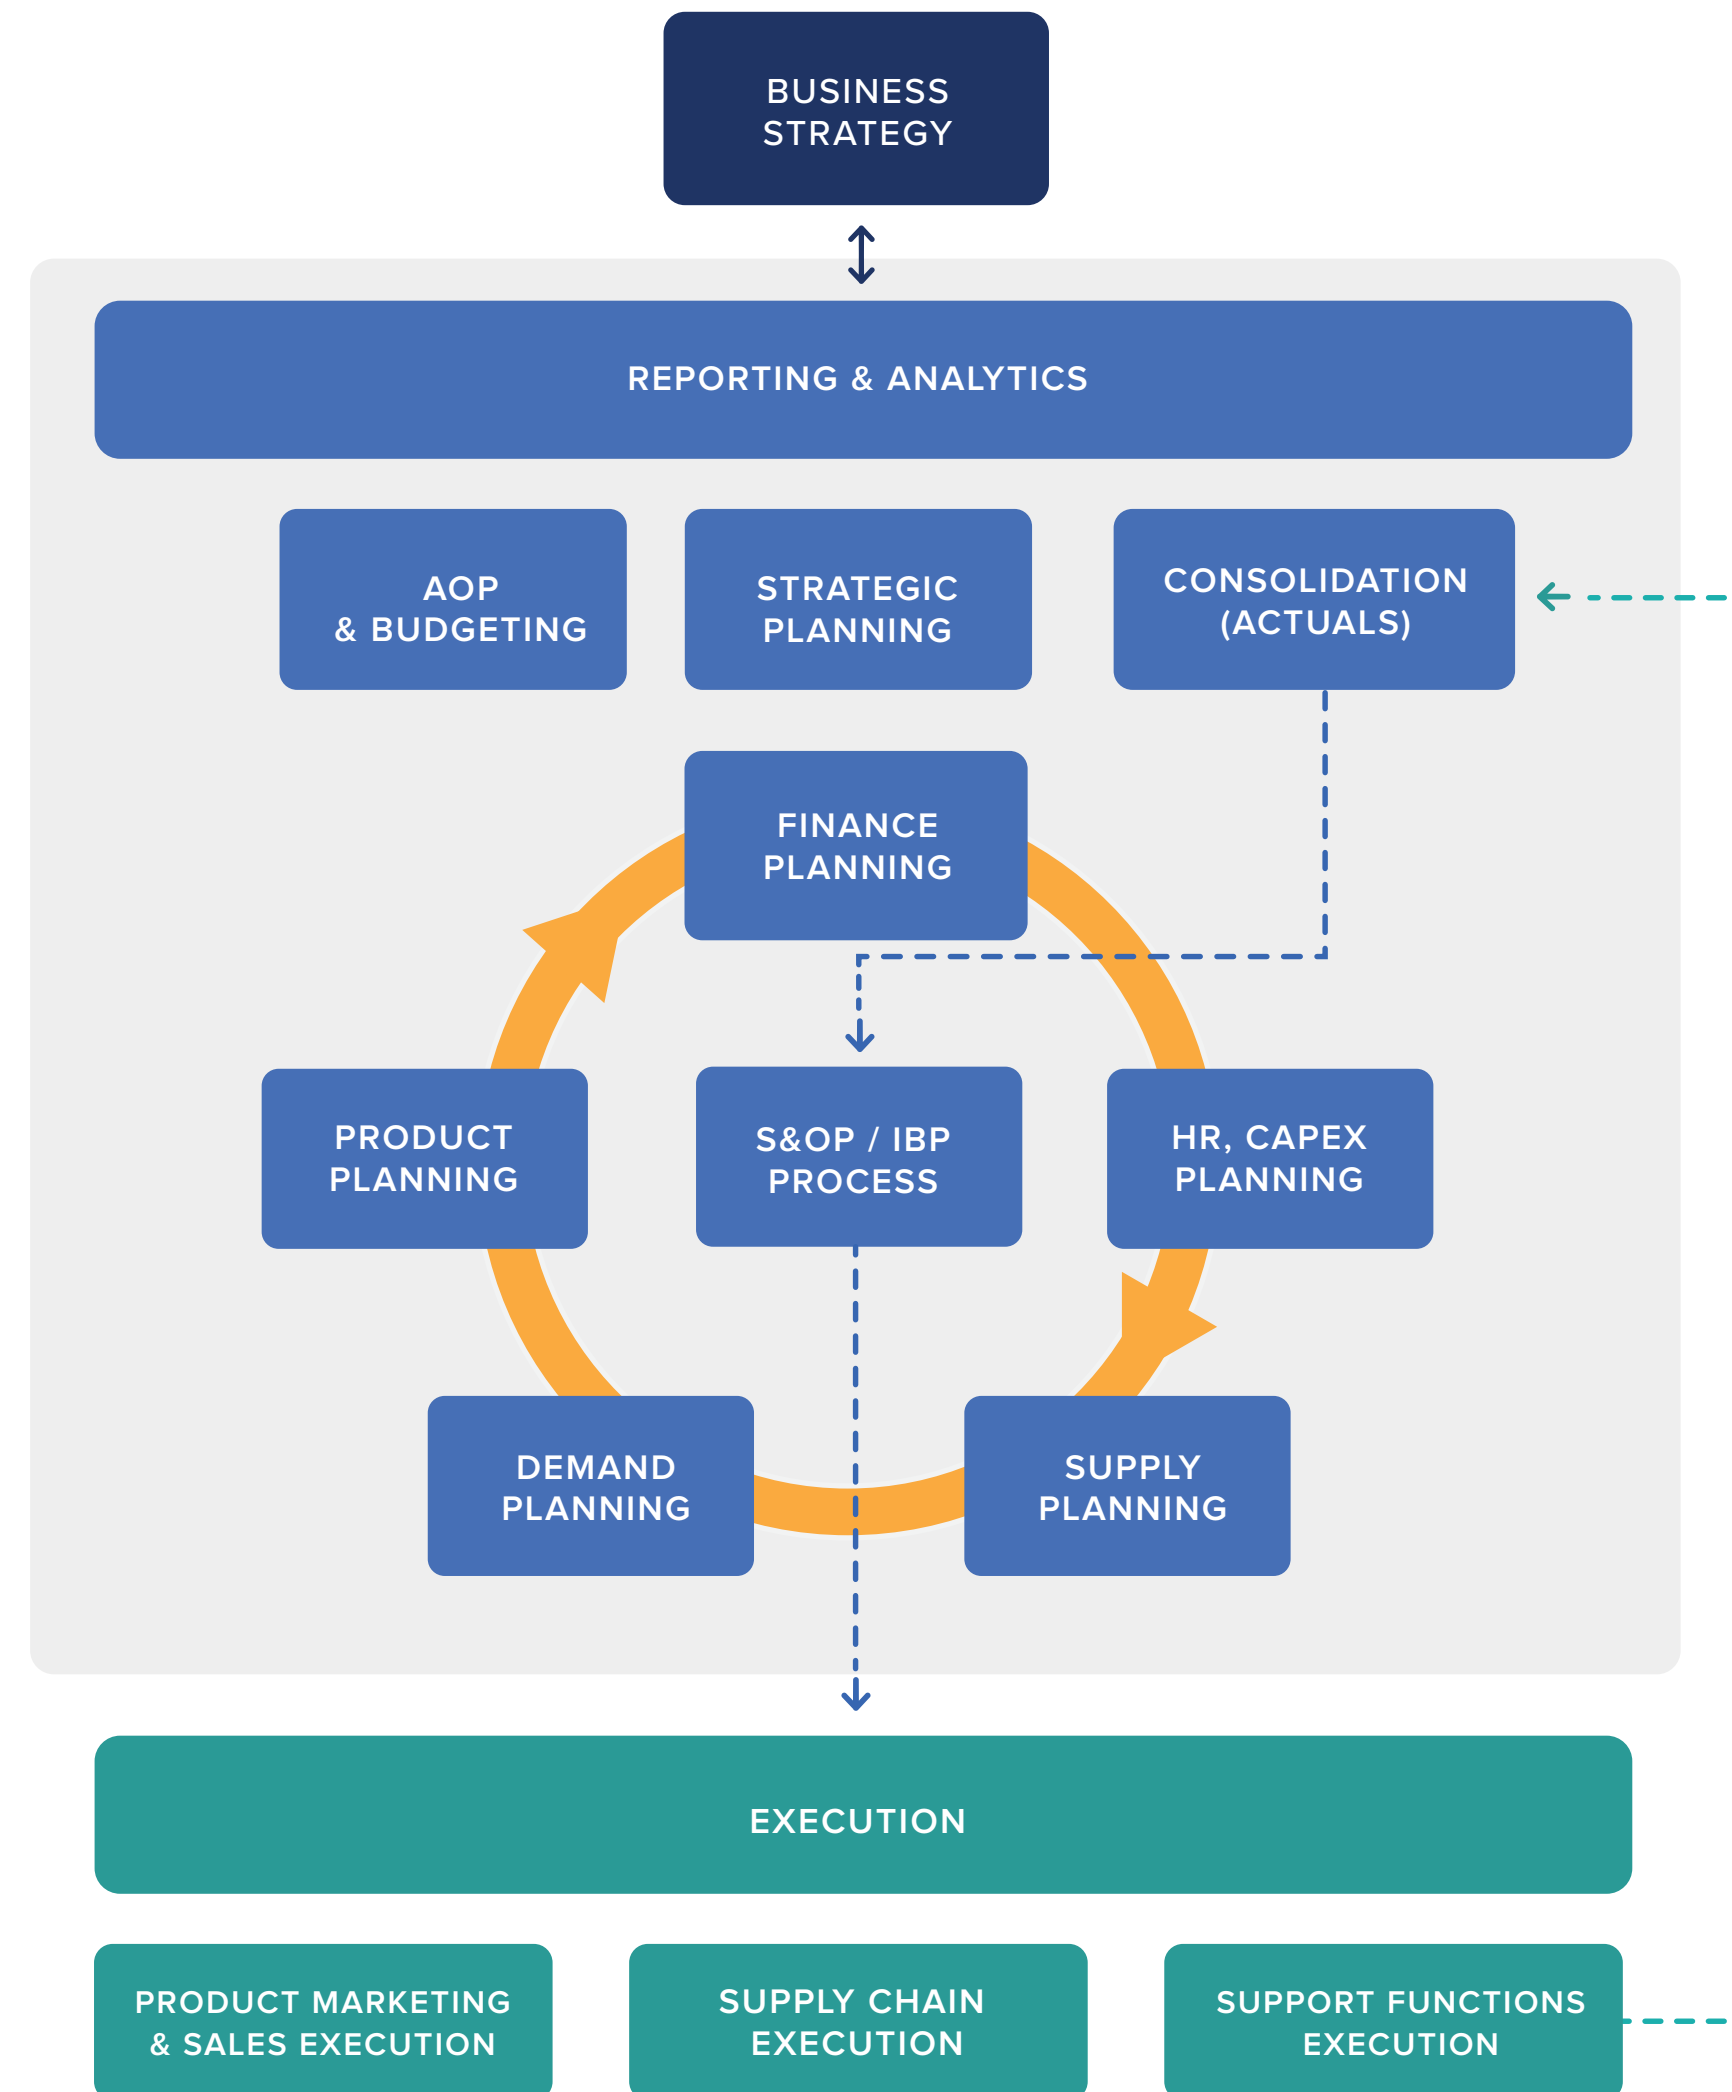 BUSINESS
STRATEGY
REPORTING & ANALYTICS
AOP
& BUDGETING
STRATEGIC
PLANNING
CONSOLIDATION
(ACTUALS)
FINANCE
PLANNING
PRODUCT
PLANNING
S&OP / IBP
PROCESS
HR, CAPEX
PLANNING
DEMAND
PLANNING
SUPPLY
PLANNING
EXECUTION
PRODUCT MARKETING
& SALES EXECUTION
SUPPLY CHAIN
EXECUTION
SUPPORT FUNCTIONS
EXECUTION